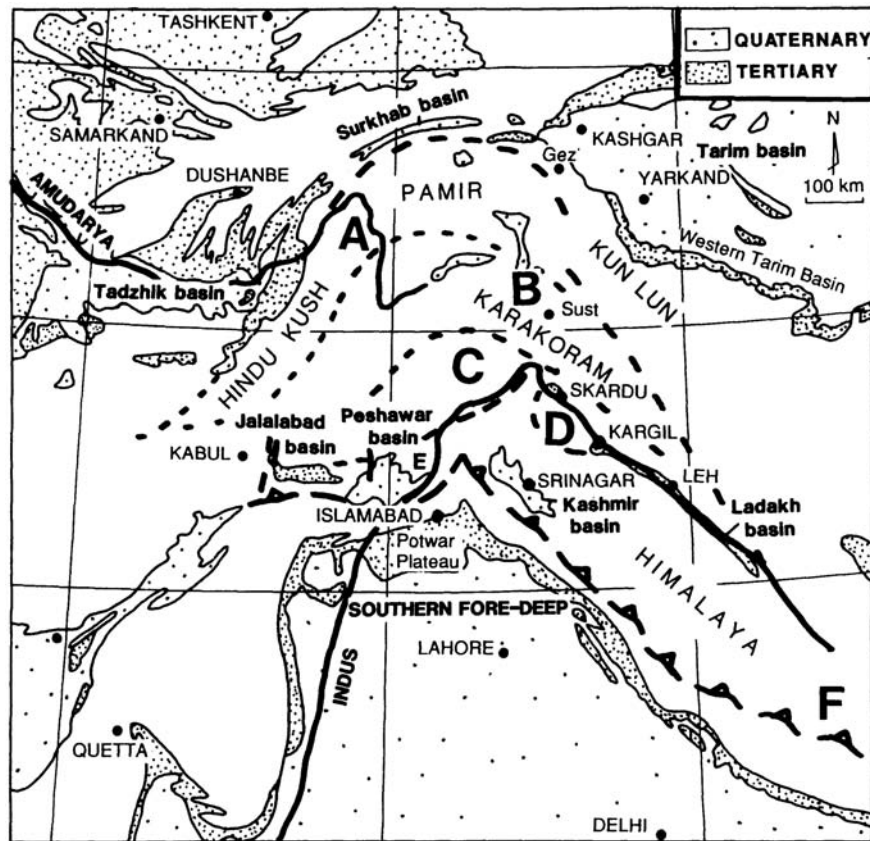 TASHKENT
QUATERNARY
TERTIARY
SAMARKAND
Surkhab basin
KASHGAR
N
Gez
Tarim basin
DUSHANBE
PAMIR
YARKAND
100 km
AMUDARYA
A
KUN LUN
Western Tarim Basin
Tadzhik basin
B
Sust
HINDU KUSH
KARAKORAM
C
SKARDU
Jalalabad
basin
Peshawar
basin
D
KARGIL
KABUL
E
SRINAGAR
LEH
Kashmir
basin
Ladakh
basin
ISLAMABAD
Potwar
Plateau
HIMALAYA
SOUTHERN FORE-DEEP
LAHORE
INDUS
F
QUETTA
DELHI